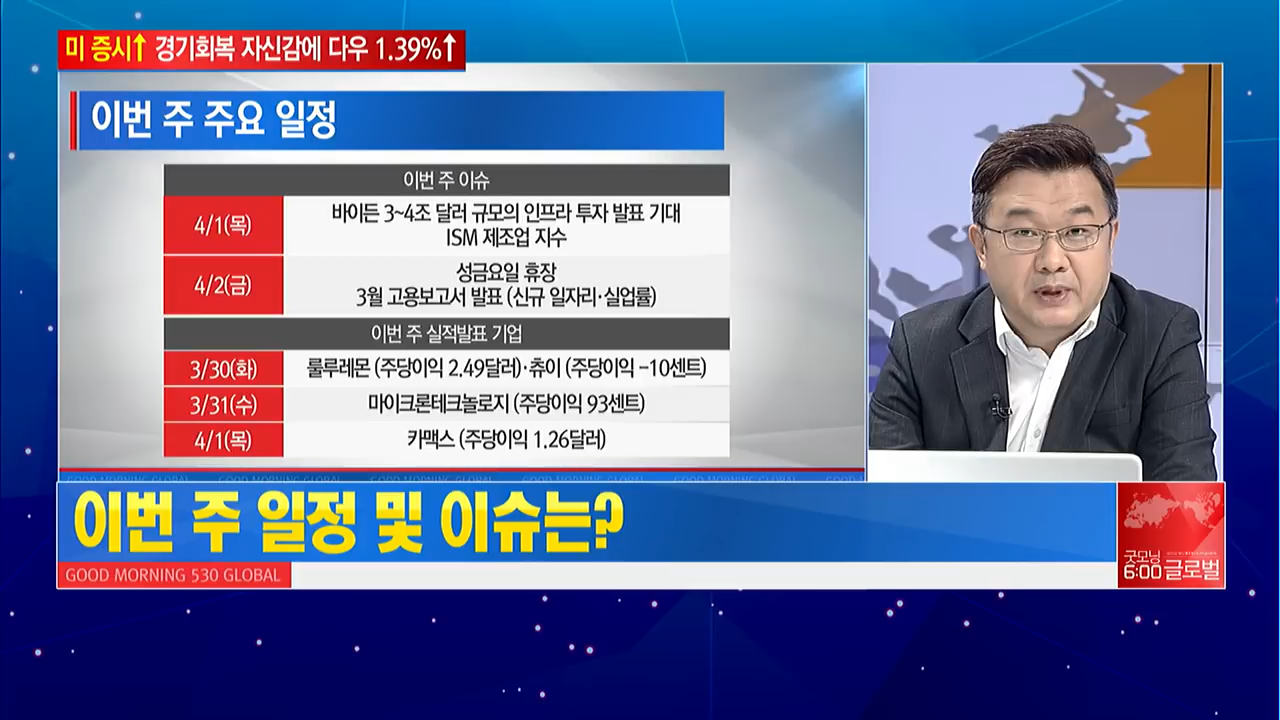 미 증시↑ 경기회복 자신감에 다우 1.39%↑
이번 주 주요 일정
이번 주 이슈
4/1(목)
바이든 3~4조 달러 규모의 인프라 투자 발표 기대
ISM 제조업 지수
4/2(금)
성금요일 휴장
3월 고용보고서 발표 (신규 일자리·실업률)
이번 주 실적발표 기업
3/30(화)
룰루레몬 (주당이익 2.49달러)·츄이 (주당이익 -10센트)
3/31(수)
마이크론테크놀로지 (주당이익 93센트)
4/1(목)
카맥스 (주당이익 1.26달러)
이번 주 일정 및 이슈는?
GOOD MORNING 530 GLOBAL
굿모닝
6:00 글로벌